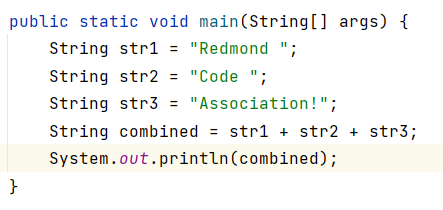 public static void main(String[] args) {
    String str1 = "Redmond ";
    String str2 = "Code ";
    String str3 = "Association!";
    String combined = str1 + str2 + str3;
    System.out.println(combined);
}